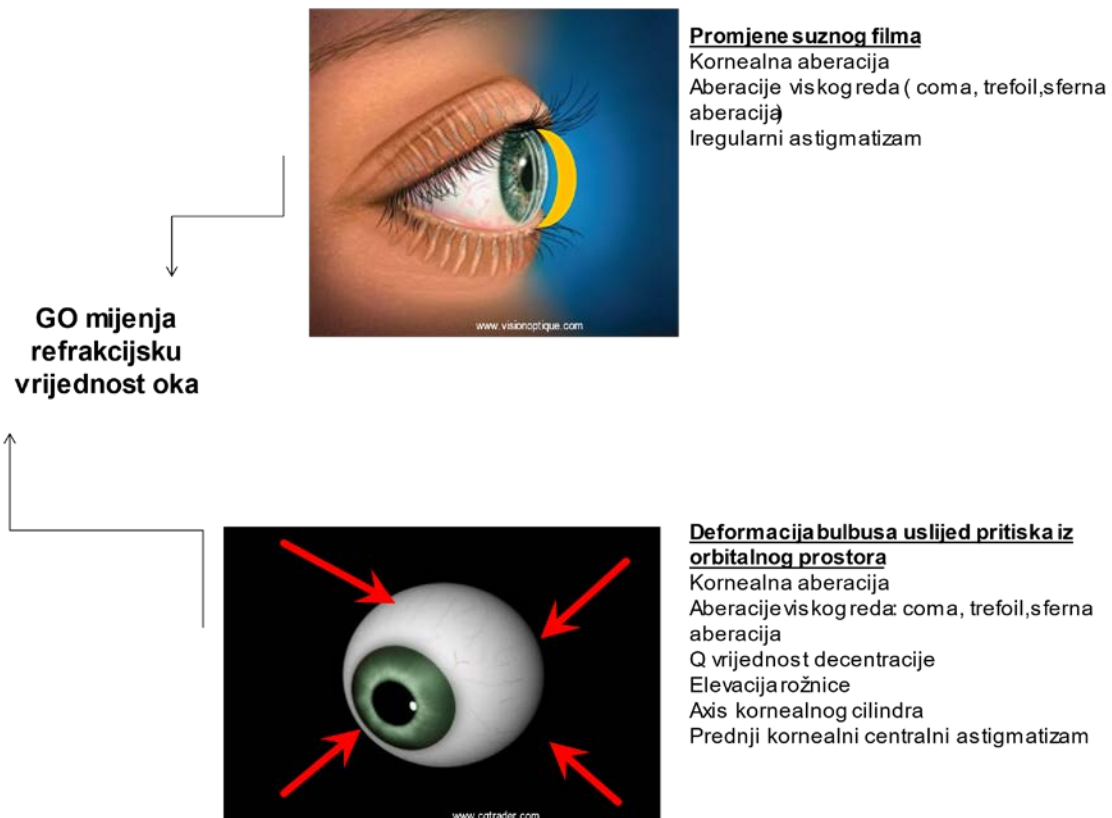 Promjene suznog filma
Kornealna aberacija
Aberacije viskog reda ( coma, trefoil,sferna
aberacija)
Iregularni astigmatizam
www.visionoptique.com
GO mijenja
refrakcijsku
vrijednost oka
Deformacija bulbusa uslijed pritiska iz
orbitalnog prostora
Kornealna aberacija
Aberacije viskog reda: coma, trefoil,sferna
aberacija
Q vrijednost decentracije
Elevacija rožnice
Axis kornealnog cilindra
Prednji kornealni centralni astigmatizam
www.cgtrader.com